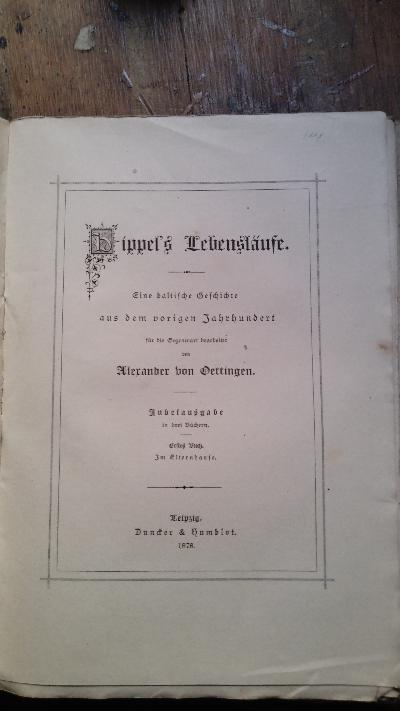 Hippel's Lebensläufe.
Eine baltische Geschichte
aus dem vorigen Jahrhundert
für die Gegenwart bearbeitet
von
Alexander von Oettingen.
Jubelausgabe
in drei Büchern.
Erstes Buch.
Im Elternhause.
Leipzig,
Duncker & Humblot.
1878.